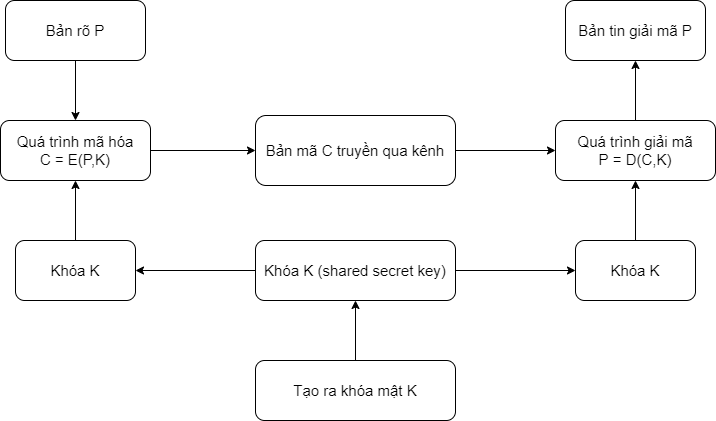 Bản rõ P
Bản tin giải mã P
Quá trình mã hóa
C = E(P,K)
Bản mã C truyền qua kênh
Quá trình giải mã
P = D(C,K)
Khóa K
Khóa K (shared secret key)
Khóa K
Tạo ra khóa mật K